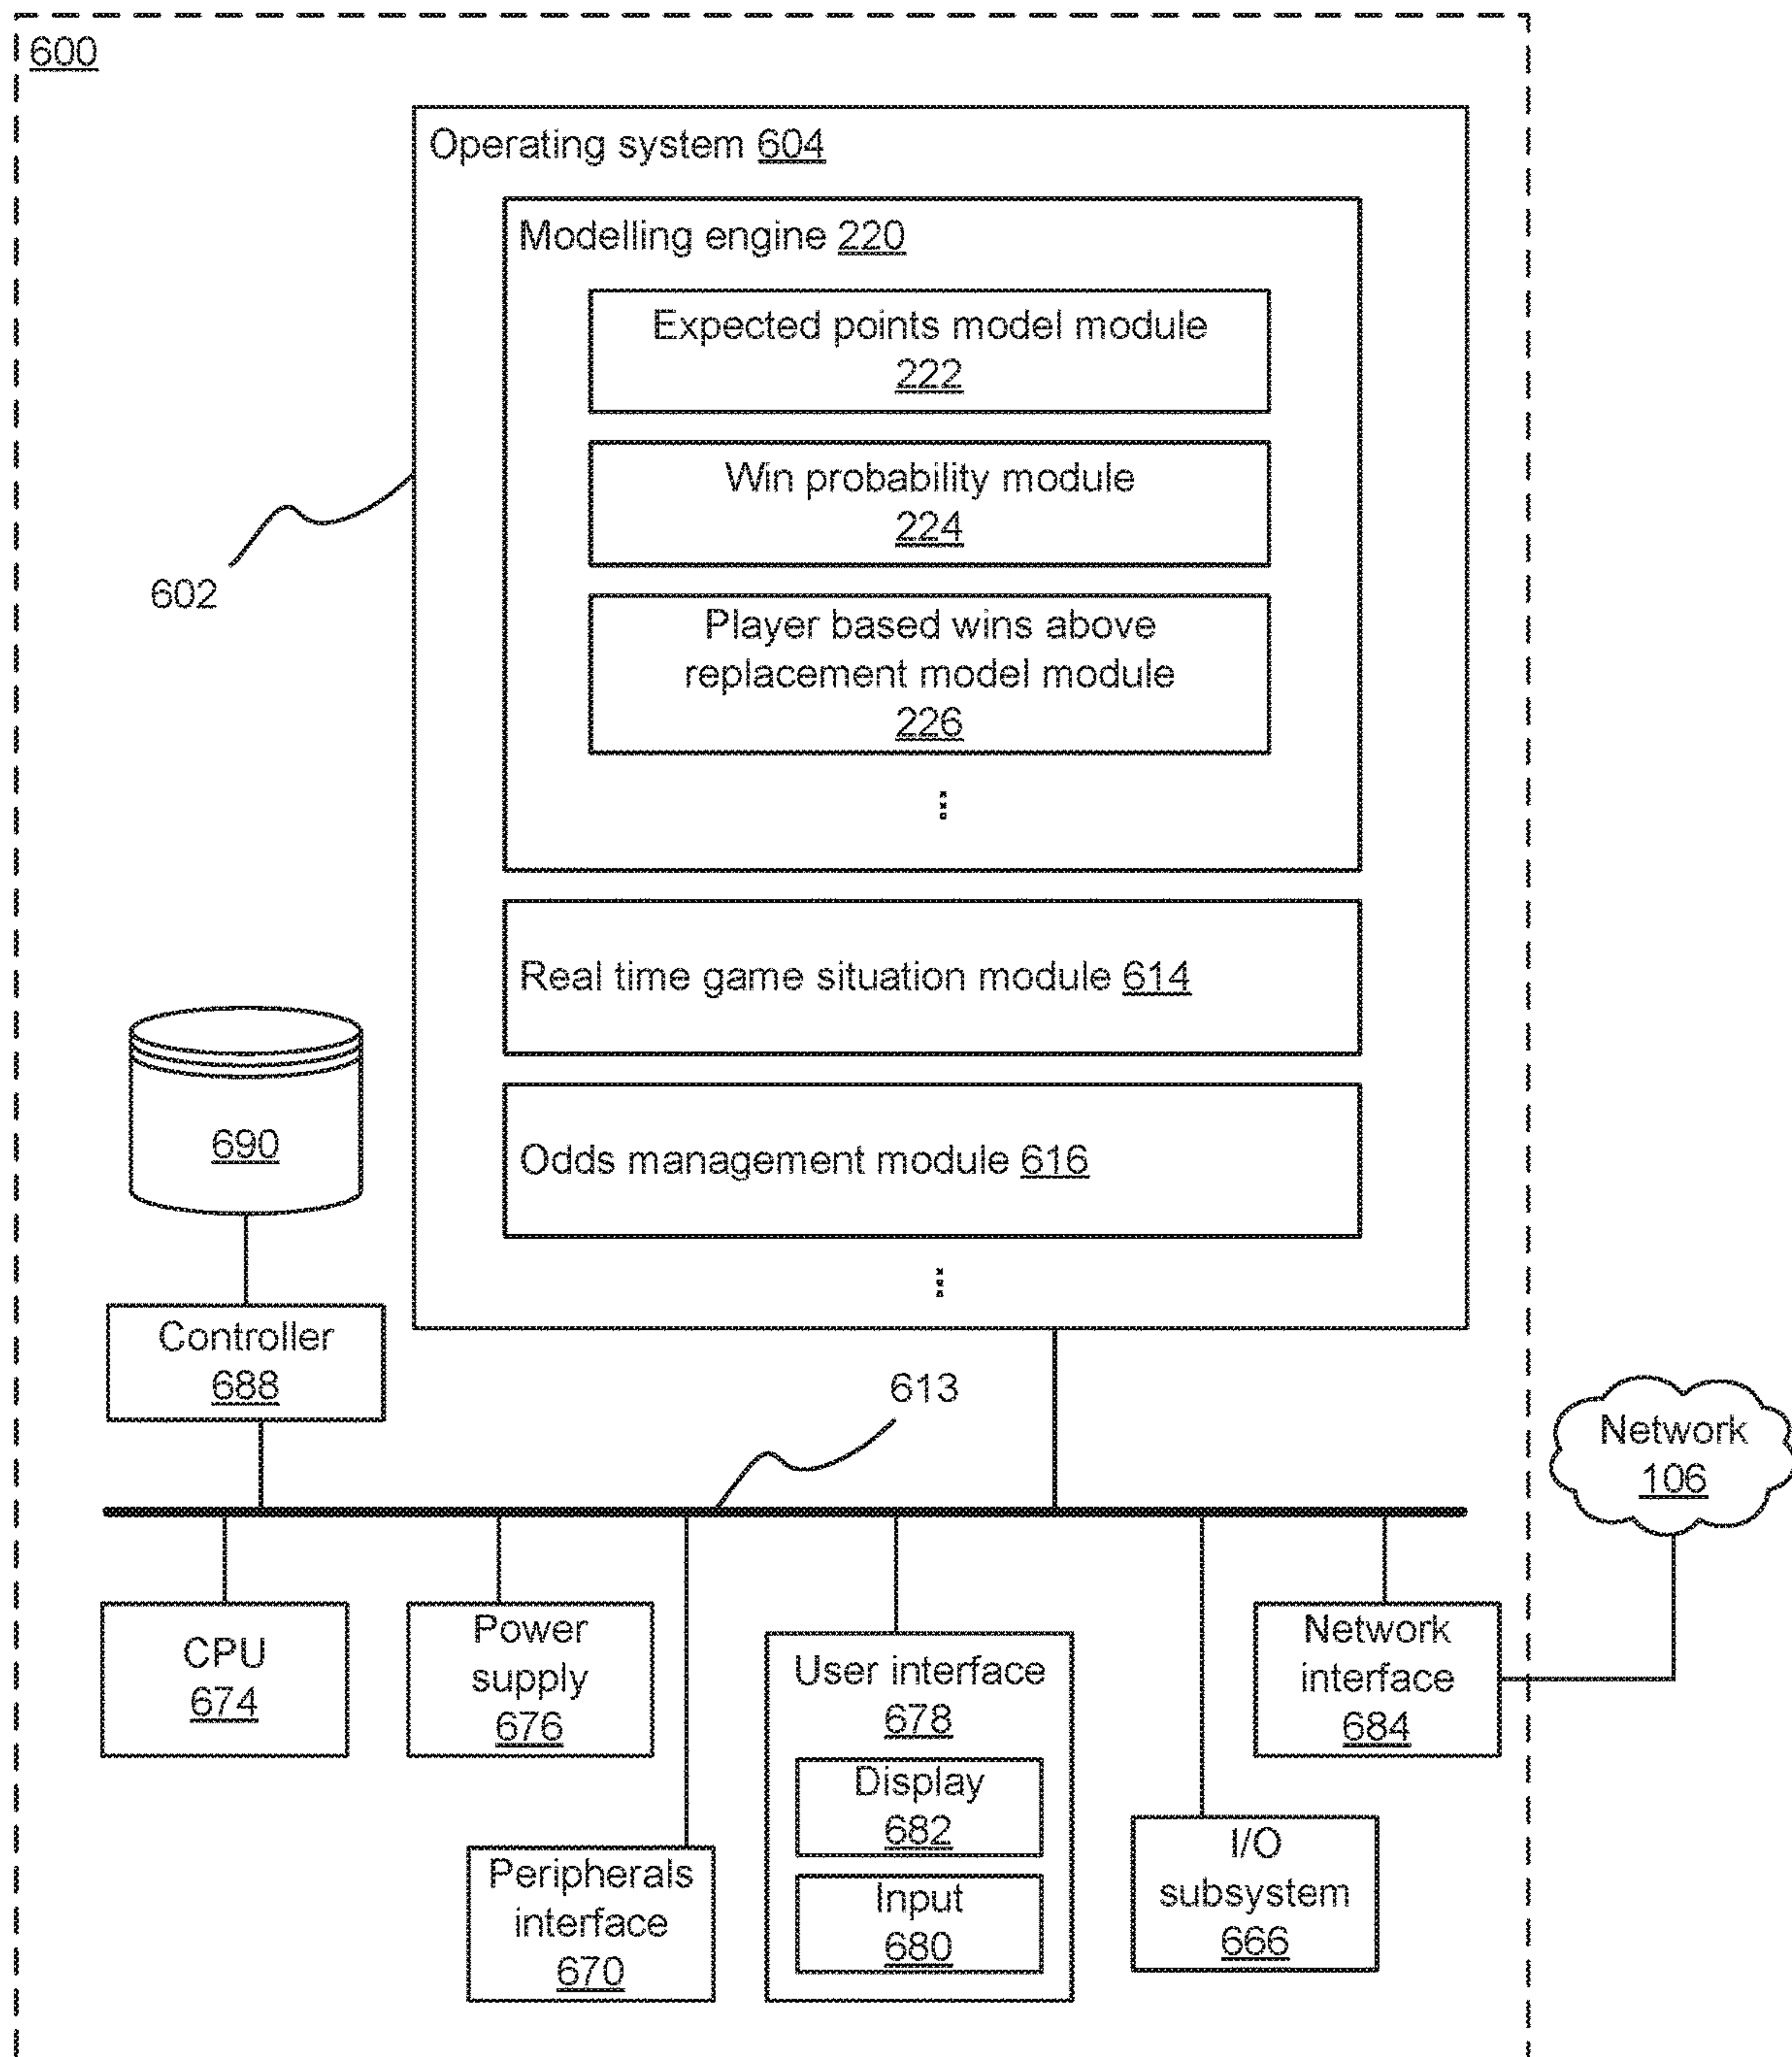 600
Operating system 604
Modelling engine 220
Expected points model module
222
Win probability module
224
Player based wins above
replacement model module
226
602
Real time game situation module 614
Odds management module 616
690
Controller
688
613
Network
106
CPU
674
Power
supply
676
User interface
678
Display
682
Input
680
Network
interface
684
Peripherals
interface
670
I/O
subsystem
666